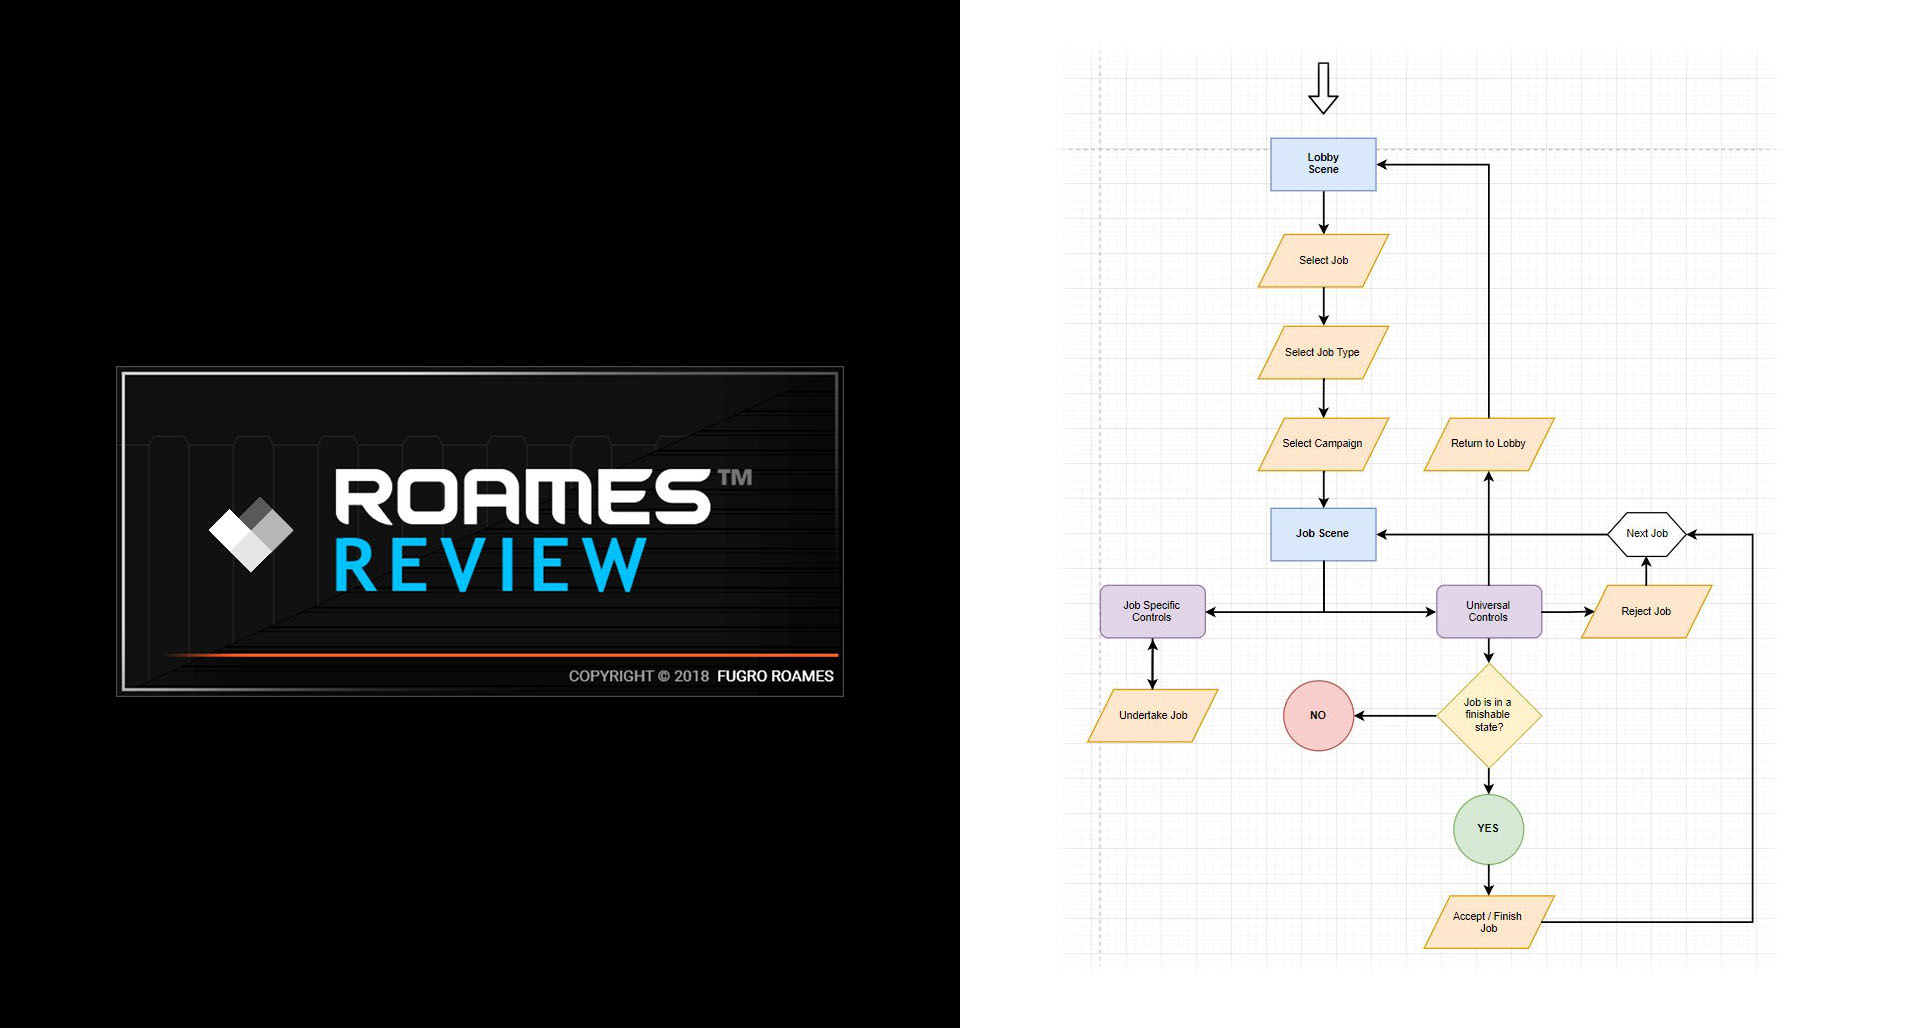 ROAMES™
REVIEW
COPYRIGHT © 2018 FUGRO ROAMES
Lobby
Scene
Select Job
Select Job Type
Select Campaign
Return to Lobby
Job Scene
Next Job
Job Specific
Controls
Universal
Controls
Reject Job
Undertake Job
NO
Job is in a
finishable
state?
YES
Accept / Finish
Job